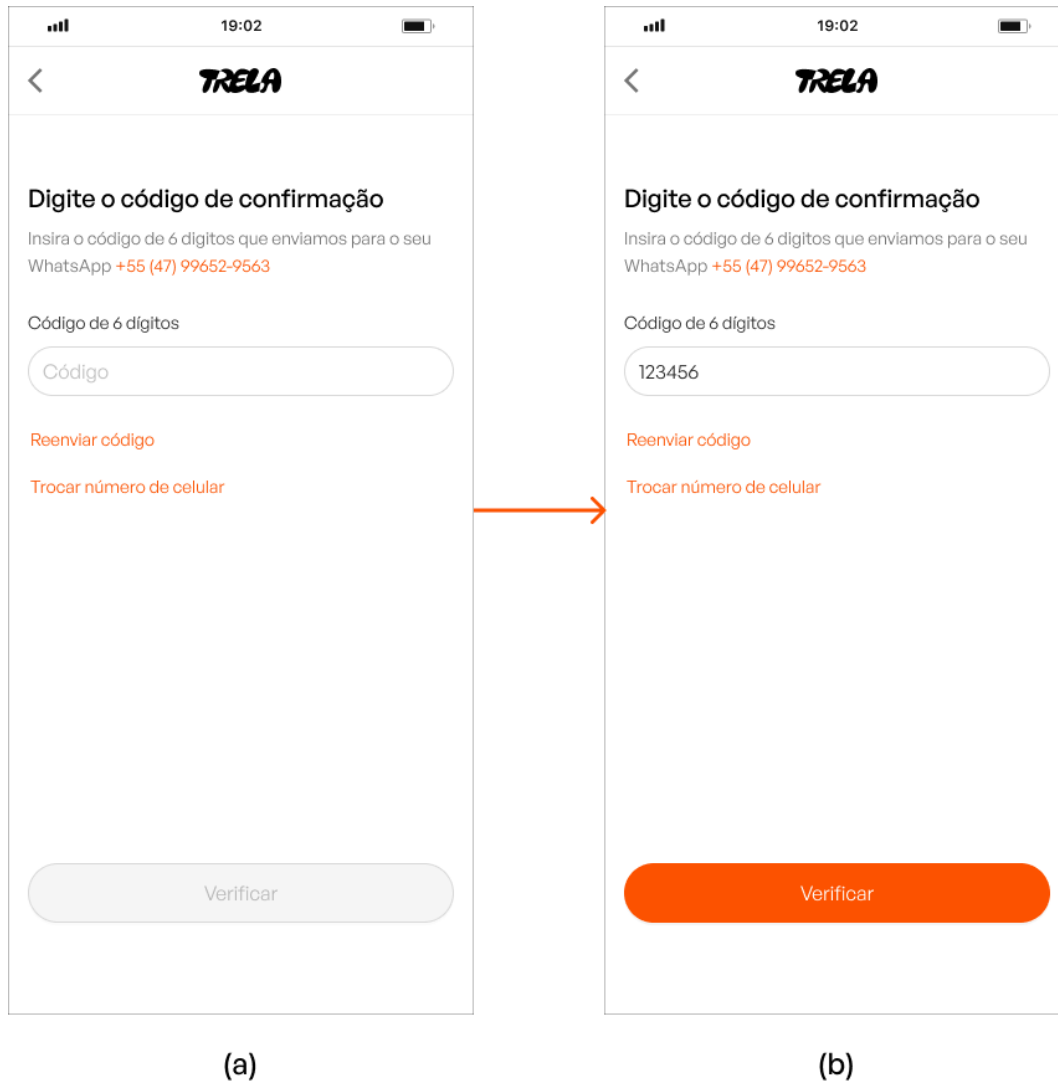 19:02
TRELA
Digite o código de confirmação
Insira o código de 6 digitos que enviamos para o seu
WhatsApp +55 (47) 99652-9563
Código de 6 dígitos
Código
Reenviar código
Trocar número de celular
Verificar
(a)
19:02
TRELA
Digite o código de confirmação
Insira o código de 6 digitos que enviamos para o seu
WhatsApp +55 (47) 99652-9563
Código de 6 dígitos
123456
Reenviar código
Trocar número de celular
Verificar
(b)